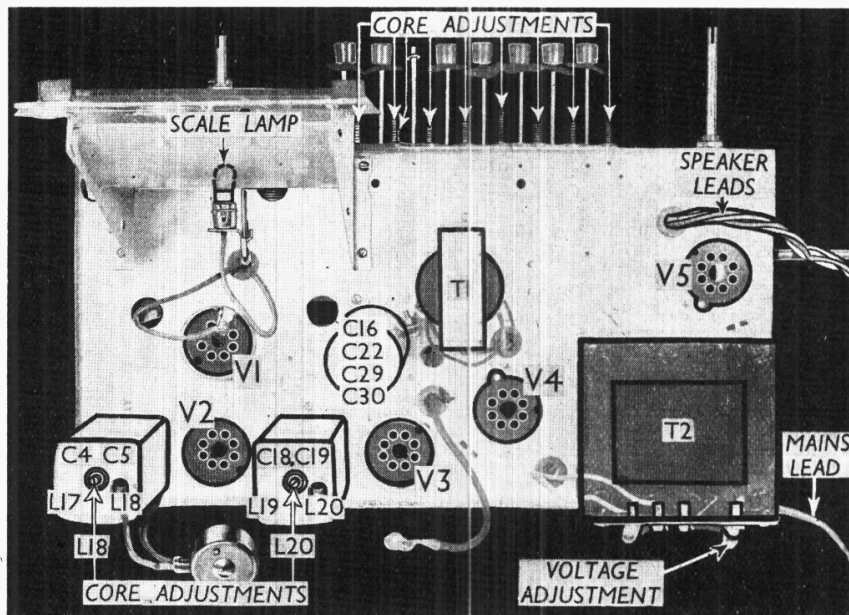 CORE ADJUSTMENTS
SCALE LAMP
SPEAKER
LEADS
V5
T1
C16
C22
C29
C30
V1
V4
V2
T2
C4 C5
C18 C19
V3
MAINS
LEAD
L17 L18
L19 L20
L18
L20
CORE ADJUSTMENTS
VOLTAGE
ADJUSTMENT